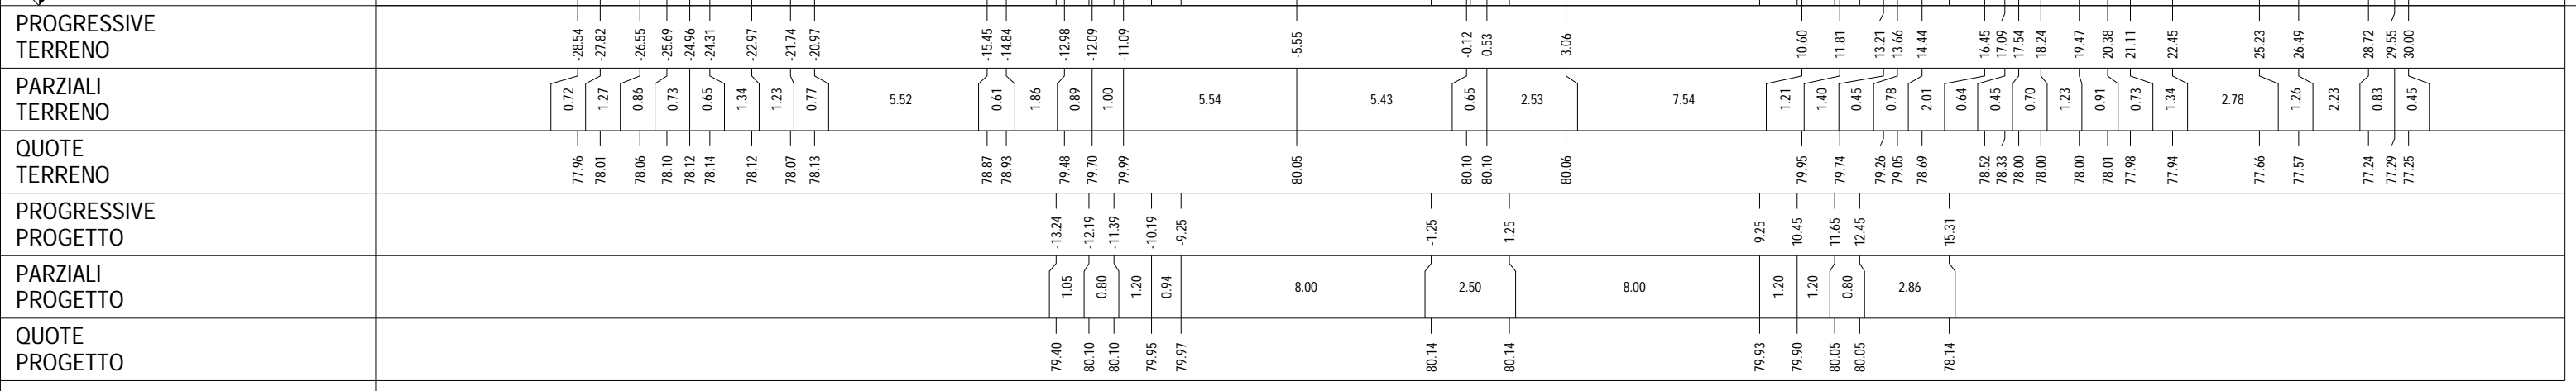 PROGRESSIVE
TERRENO
-28.54 -27.82 -26.55 -25.69 -24.96 -24.31 -22.97 -21.74 -20.97 -15.45 -14.84 -12.98 -12.09 -11.09 -5.55 -0.12 0.53 3.06 10.60 11.81 13.21 13.66 14.44 16.45 17.09 17.54 18.24 19.47 20.38 21.11 22.45 25.23 26.49 28.72 29.55 30.00
PARZIALI
TERRENO
0.72 1.27 0.86 0.73 0.65 1.34 1.23 0.77 5.52 0.61 1.86 0.89 1.00 5.54 5.43 0.65 2.53 7.54 1.21 1.40 0.45 0.78 2.01 0.64 0.45 0.70 1.23 0.91 0.73 1.34 2.78 1.26 2.23 0.83 0.45
QUOTE
TERRENO
77.96 78.01 78.06 78.10 78.12 78.14 78.12 78.07 78.13 78.87 78.93 79.48 79.70 79.99 80.05 80.10 80.10 80.06 79.95 79.74 79.26 79.05 78.69 78.52 78.33 78.00 78.00 78.00 78.01 77.98 77.94 77.66 77.57 77.24 77.29 77.25
PROGRESSIVE
PROGETTO
-13.24 -12.19 -11.39 -10.19 -9.25 -1.25 1.25 9.25 10.45 11.65 12.45 15.31
PARZIALI
PROGETTO
1.05 0.80 1.20 0.94 8.00 2.50 8.00 1.20 1.20 0.80 2.86
QUOTE
PROGETTO
79.40 80.10 80.10 79.95 79.97 80.14 80.14 79.93 79.90 80.05 80.05 78.14